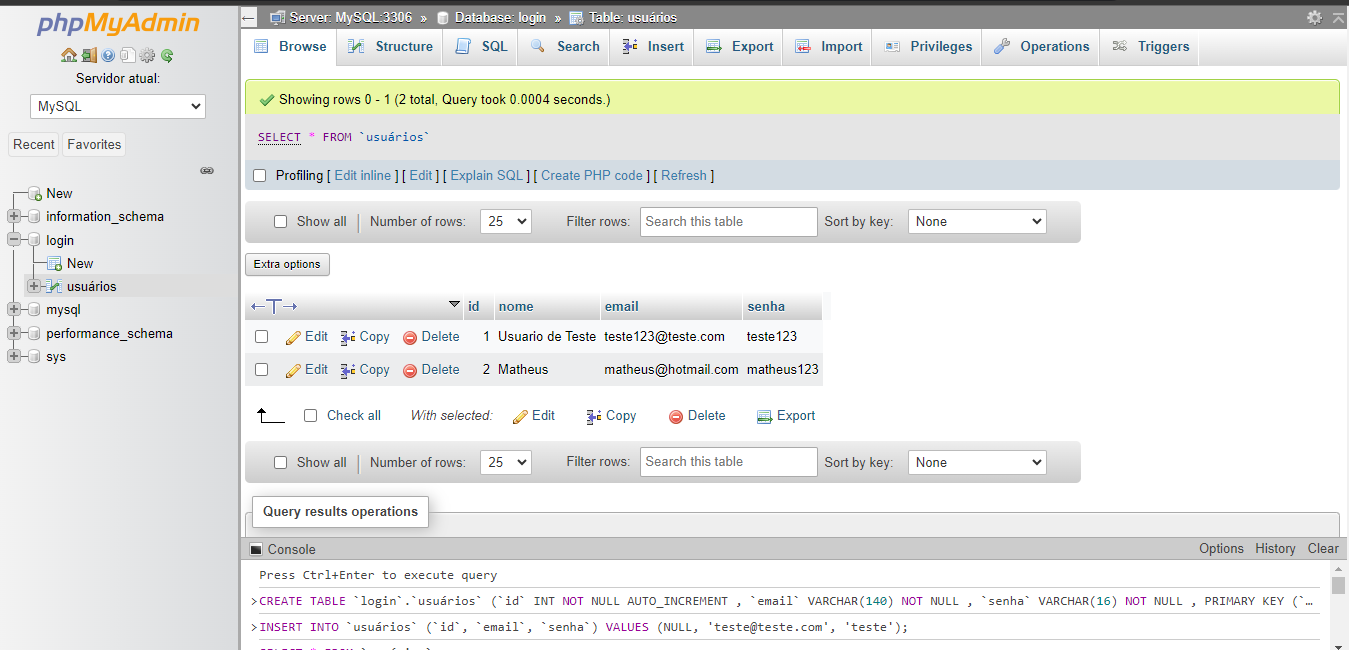 phpMyAdmin
Servidor atual:
MySQL
Recent Favorites
New
information_schema
login
New
usuários
mysql
performance_schema
sys
Server: MySQL:3306 » Database: login » Table: usuários
Browse Structure SQL Search Insert Export Import Privileges Operations Triggers
Showing rows 0 - 1 (2 total, Query took 0.0004 seconds.)
SELECT * FROM `usuários`
Profiling [ Edit inline ] [ Edit ] [ Explain SQL ] [ Create PHP code ] [ Refresh ]
Show all Number of rows: 25 Filter rows: Search this table Sort by key: None
Extra options
←T→ id nome email senha
Edit Copy Delete 1 Usuario de Teste teste123@teste.com teste123
Edit Copy Delete 2 Matheus matheus@hotmail.com matheus123
Check all With selected: Edit Copy Delete Export
Show all Number of rows: 25 Filter rows: Search this table Sort by key: None
Query results operations
Console Options History Clear
Press Ctrl+Enter to execute query
>CREATE TABLE `login`.`usuários` (`id` INT NOT NULL AUTO_INCREMENT , `email` VARCHAR(140) NOT NULL , `senha` VARCHAR(16) NOT NULL , PRIMARY KEY (`…
>INSERT INTO `usuários` (`id`, `email`, `senha`) VALUES (NULL, 'teste@teste.com', 'teste');